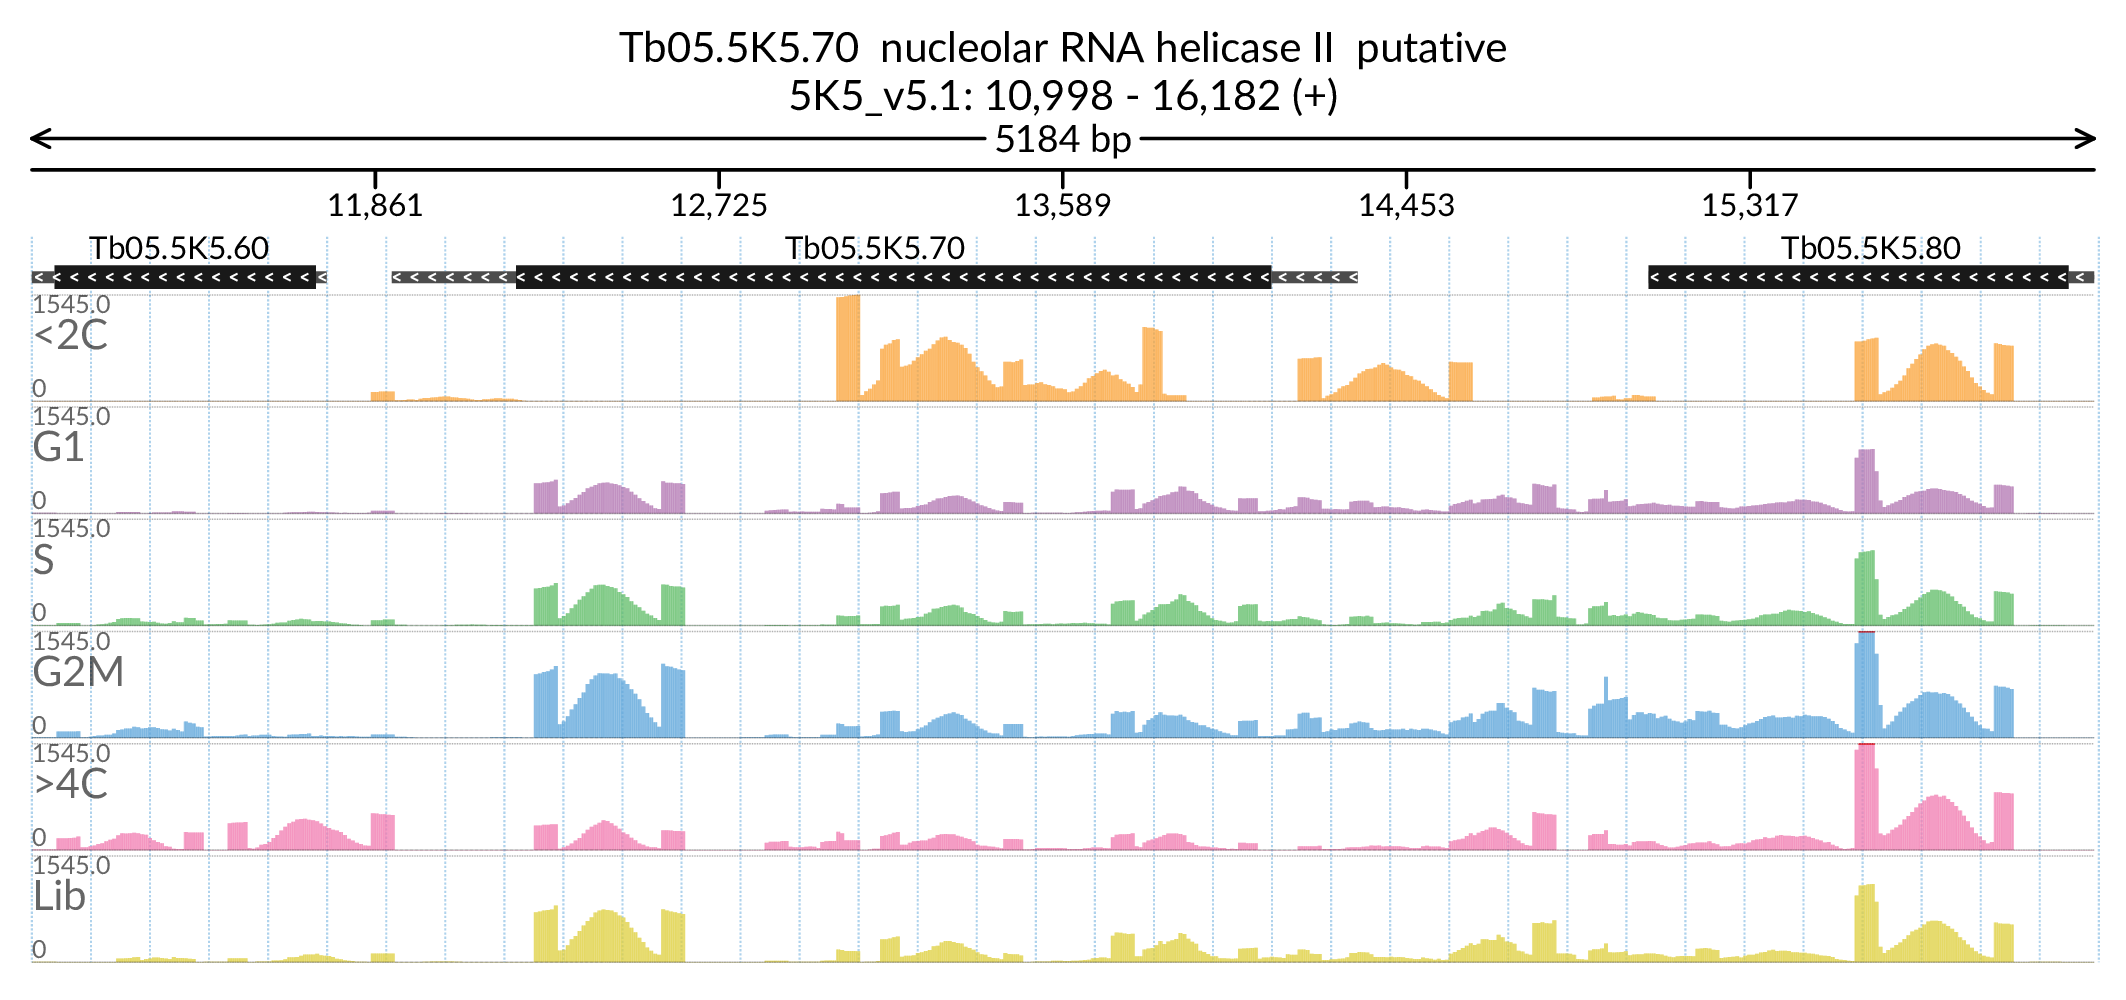 Tb05.5K5.70 nucleolar RNA helicase II putative
5K5_v5.1: 10,998 - 16,182 (+)
5184 bp
11,861 12,725 13,589 14,453 15,317
Tb05.5K5.60 Tb05.5K5.70 Tb05.5K5.80
1545.0
<2C
0
1545.0
G1
0
1545.0
S
0
1545.0
G2M
0
1545.0
>4C
0
1545.0
Lib
0